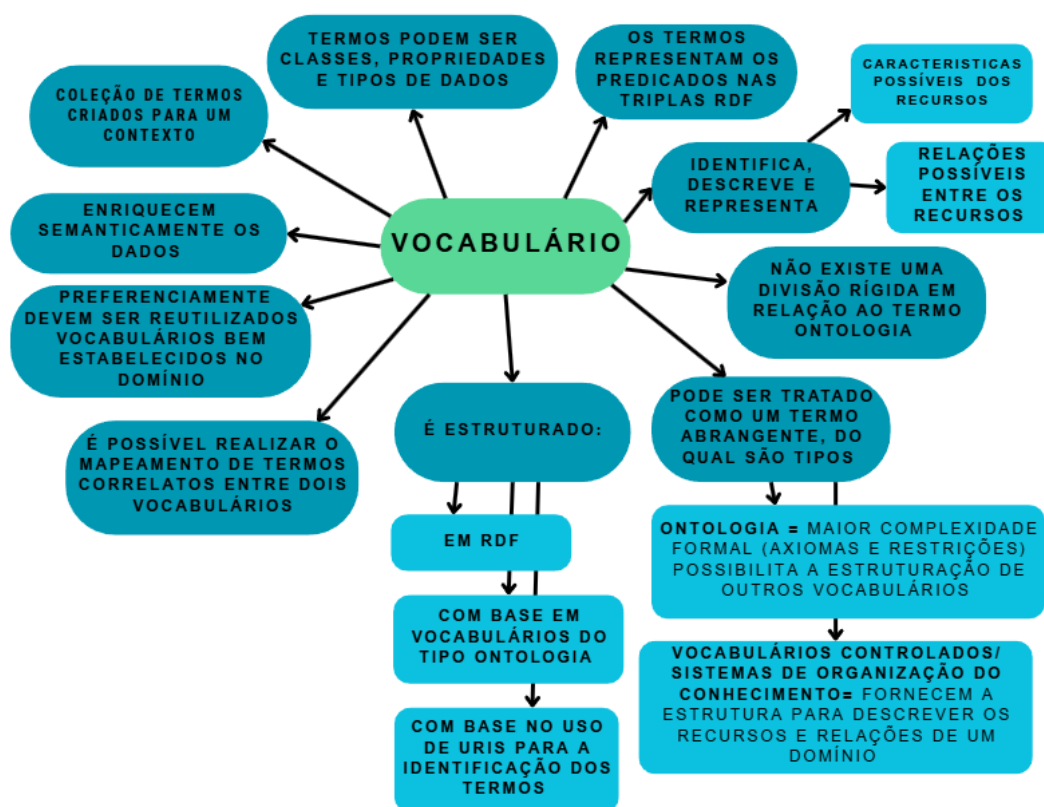 TERMOS PODEM SER
CLASSES, PROPRIEDADES
E TIPOS DE DADOS
OS TERMOS
REPRESENTAM OS
PREDICADOS NAS
TRIPLAS RDF
CARACTERISTICAS
POSSÍVEIS DOS
RECURSOS
COLEÇÃO DE TERMOS
CRIADOS PARA UM
CONTEXTO
IDENTIFICA,
DESCREVE E
REPRESENTA
RELAÇÕES
POSSÍVEIS
ENTRE OS
RECURSOS
ENRIQUECEM
SEMANTICAMENTE OS
DADOS
VOCABULÁRIO
NÃO EXISTE UMA
DIVISÃO RÍGIDA EM
RELAÇÃO AO TERMO
ONTOLOGIA
PREFERENCIAMENTE
DEVEM SER REUTILIZADOS
VOCABULÁRIOS BEM
ESTABELECIDOS NO
DOMÍNIO
É POSSÍVEL REALIZAR O
MAPEAMENTO DE TERMOS
CORRELATOS ENTRE DOIS
VOCABULÁRIOS
É ESTRUTURADO:
PODE SER TRATADO
COMO UM TERMO
ABRANGENTE, DO
QUAL SÃO TIPOS
EM RDF
COM BASE EM
VOCABULÁRIOS DO
TIPO ONTOLOGIA
COM BASE NO USO
DE URIS PARA A
IDENTIFICAÇÃO DOS
TERMOS
ONTOLOGIA = MAIOR COMPLEXIDADE
FORMAL (AXIOMAS E RESTRIÇÕES)
POSSIBILITA A ESTRUTURAÇÃO DE
OUTROS VOCABULÁRIOS
VOCABULÁRIOS CONTROLADOS/
SISTEMAS DE ORGANIZAÇÃO DO
CONHECIMENTO= FORNECEM A
ESTRUTURA PARA DESCREVER OS
RECURSOS E RELAÇÕES DE UM
DOMÍNIO